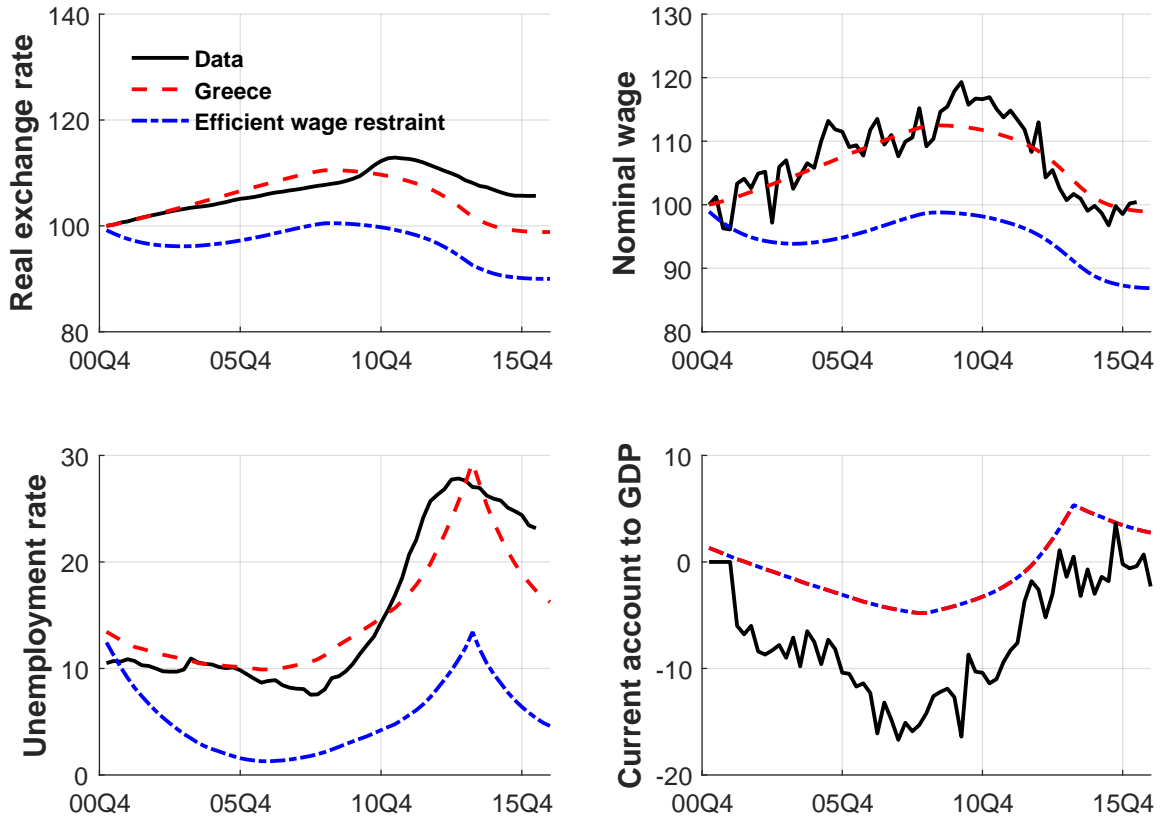 Real exchange rate
140
120
100
80
Data
Greece
Efficient wage restraint
00Q4 05Q4 10Q4 15Q4
Nominal wage
130
120
110
100
90
80
00Q4 05Q4 10Q4 15Q4
Unemployment rate
30
20
10
0
00Q4 05Q4 10Q4 15Q4
Current account to GDP
10
0
-10
-20
00Q4 05Q4 10Q4 15Q4